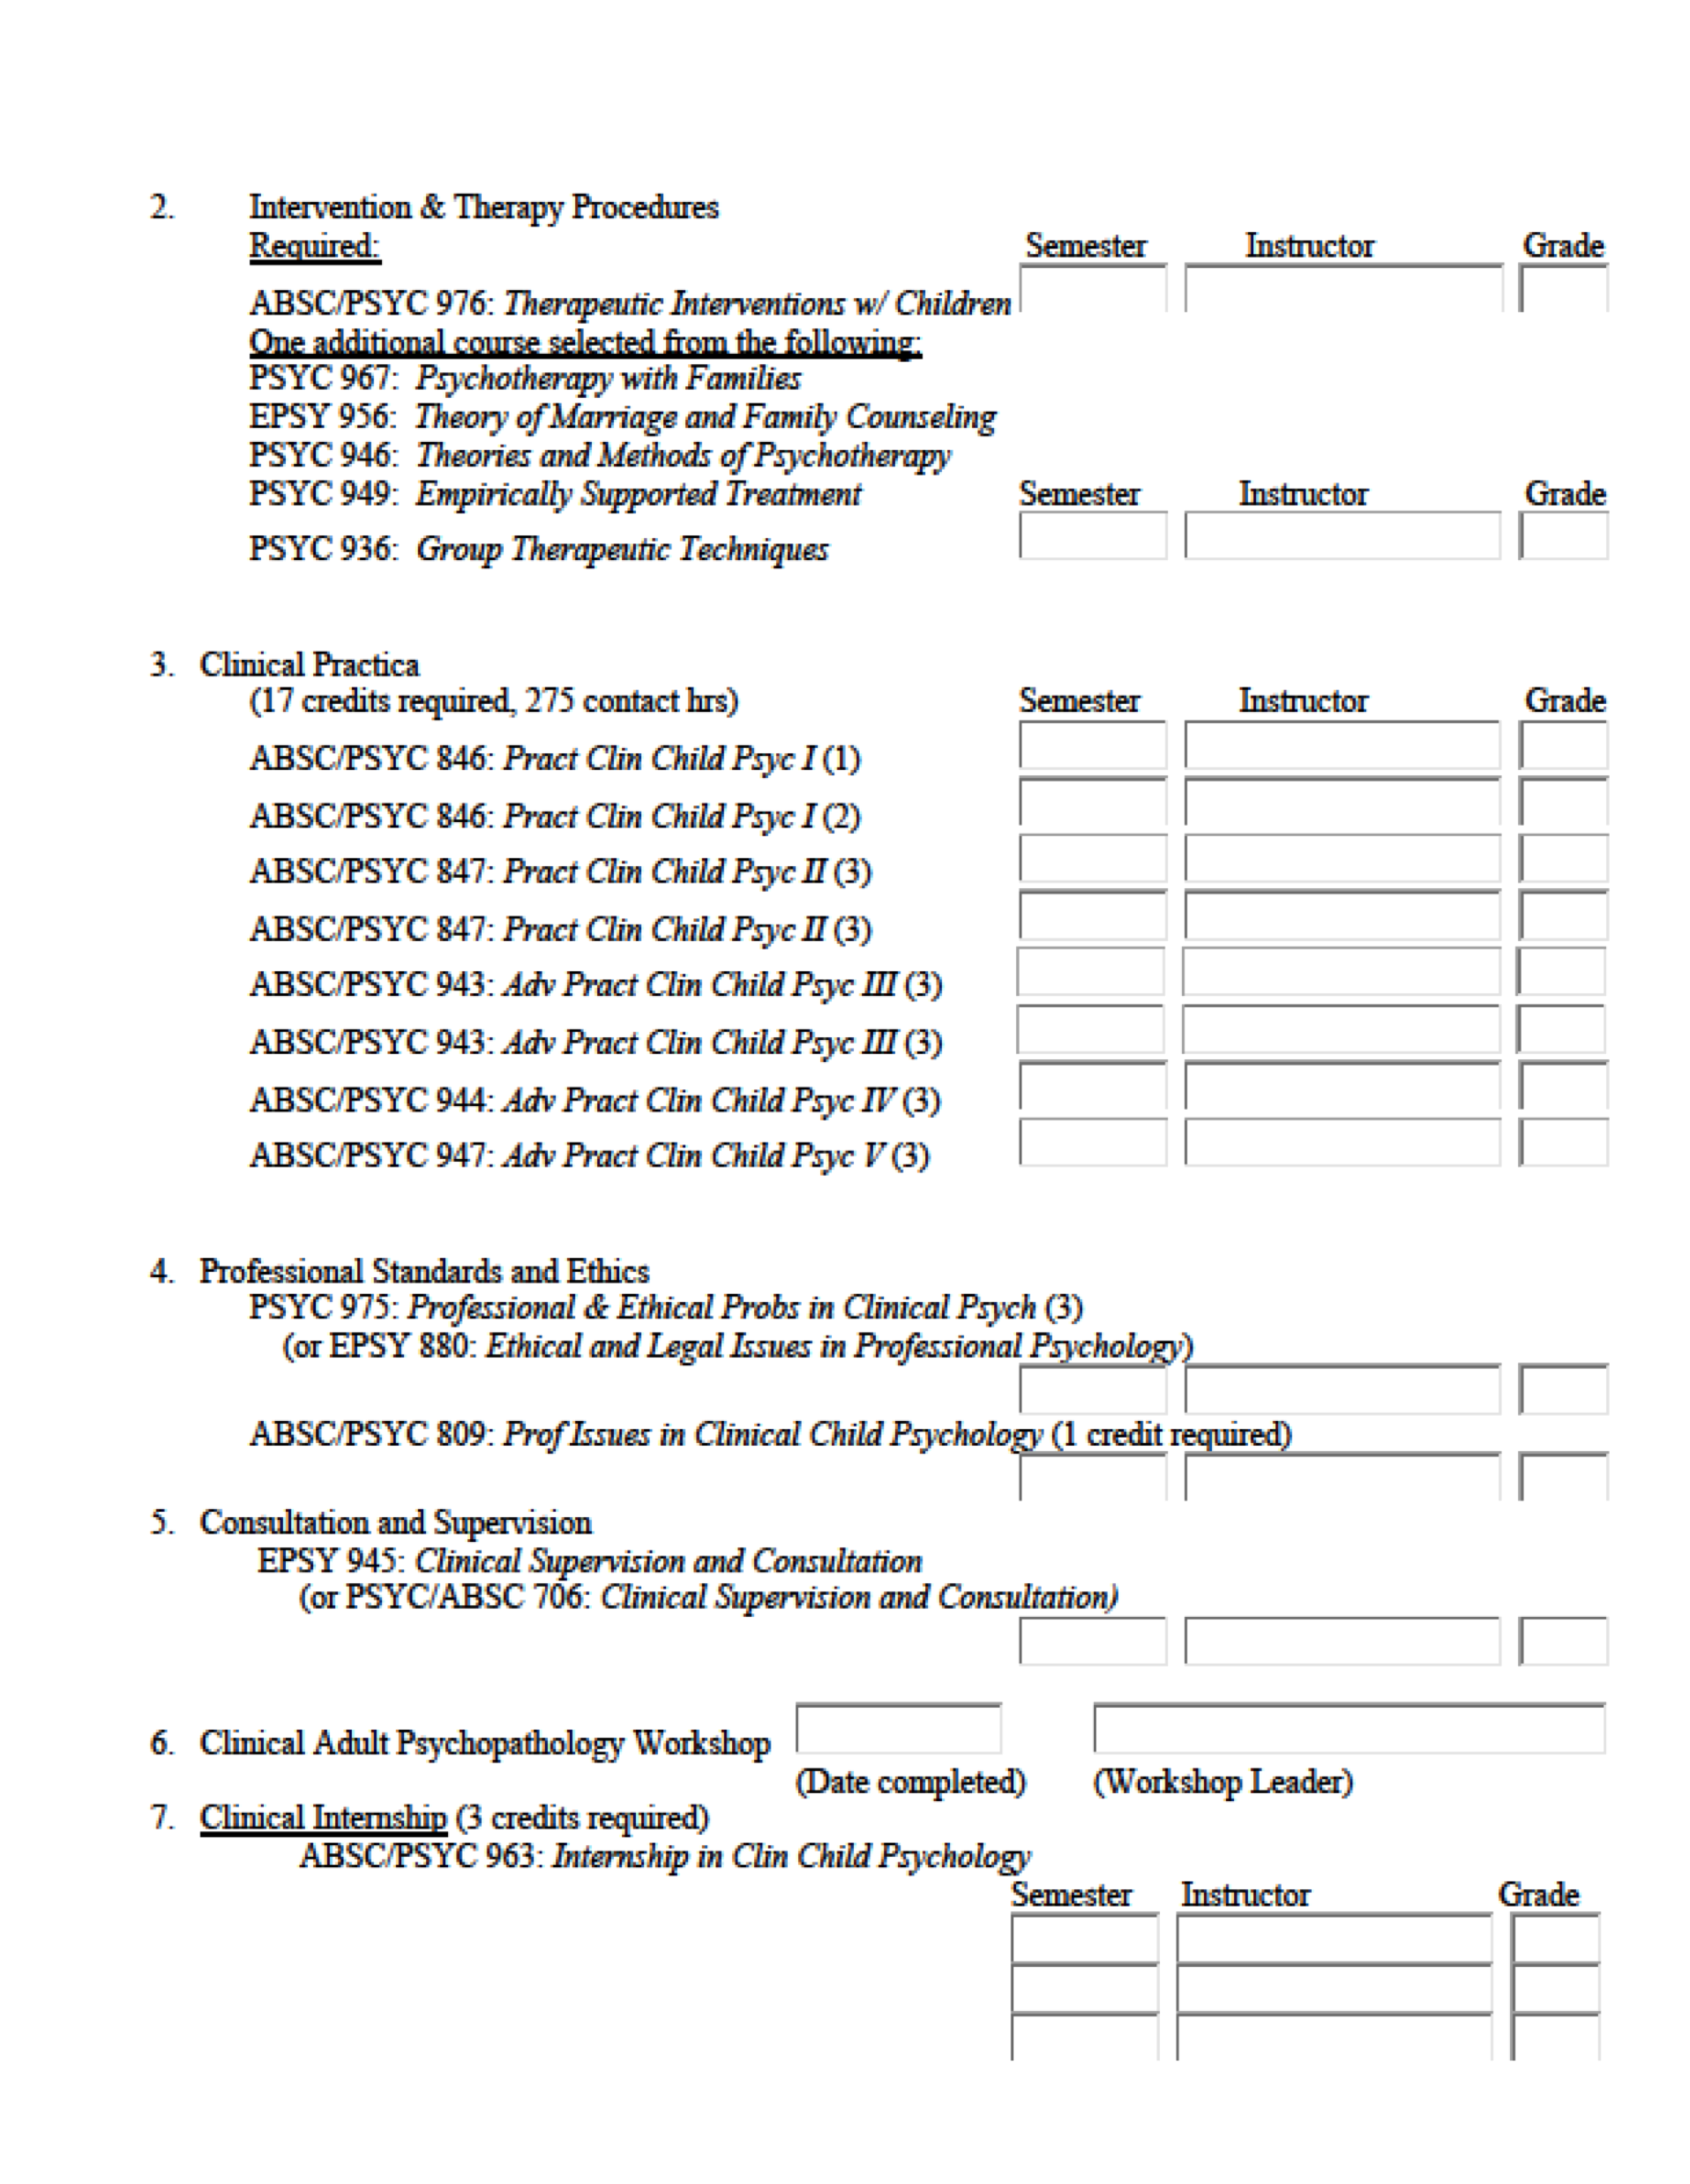 2. Intervention & Therapy Procedures
Required: Semester Instructor Grade
ABSC/PSYC 976: Therapeutic Interventions w/ Children
One additional course selected from the following:
PSYC 967: Psychotherapy with Families
EPSY 956: Theory of Marriage and Family Counseling
PSYC 946: Theories and Methods of Psychotherapy
PSYC 949: Empirically Supported Treatment Semester Instructor Grade
PSYC 936: Group Therapeutic Techniques
3. Clinical Practica
(17 credits required, 275 contact hrs) Semester Instructor Grade
ABSC/PSYC 846: Pract Clin Child Psyc I (1)
ABSC/PSYC 846: Pract Clin Child Psyc I (2)
ABSC/PSYC 847: Pract Clin Child Psyc II (3)
ABSC/PSYC 847: Pract Clin Child Psyc II (3)
ABSC/PSYC 943: Adv Pract Clin Child Psyc III (3)
ABSC/PSYC 943: Adv Pract Clin Child Psyc III (3)
ABSC/PSYC 944: Adv Pract Clin Child Psyc IV (3)
ABSC/PSYC 947: Adv Pract Clin Child Psyc V (3)
4. Professional Standards and Ethics
PSYC 975: Professional & Ethical Probs in Clinical Psych (3)
(or EPSY 880: Ethical and Legal Issues in Professional Psychology)
ABSC/PSYC 809: Prof Issues in Clinical Child Psychology (1 credit required)
5. Consultation and Supervision
EPSY 945: Clinical Supervision and Consultation
(or PSYC/ABSC 706: Clinical Supervision and Consultation)
6. Clinical Adult Psychopathology Workshop
(Date completed) (Workshop Leader)
7. Clinical Internship (3 credits required)
ABSC/PSYC 963: Internship in Clin Child Psychology
Semester Instructor Grade